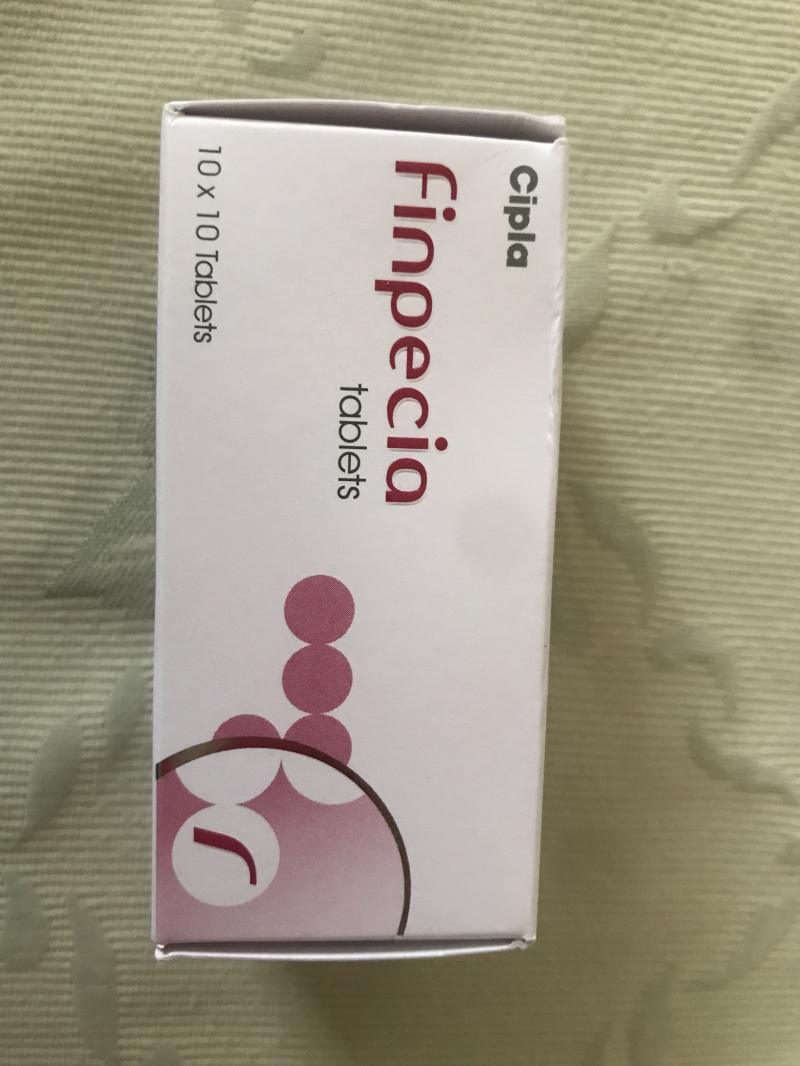 Cipla
Finpecia
tablets
10 x 10 Tablets